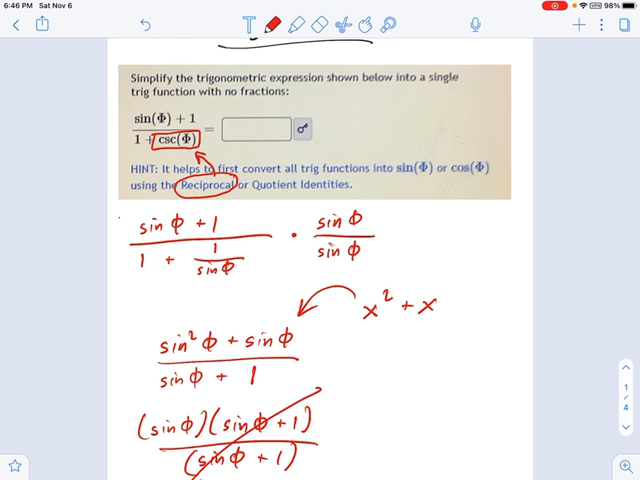 6:46 PM Sat Nov 6
98%
Simplify the trigonometric expression shown below into a single
trig function with no fractions:
sin(Φ) + 1
1 + csc(Φ)
=
HINT: It helps to first convert all trig functions into sin(Φ) or cos(Φ)
using the Reciprocal or Quotient Identities.
sin ϕ + 1 · sin ϕ
1 + 1/sin ϕ sin ϕ
x² + x
sin² ϕ + sin ϕ
sin ϕ + 1
(sin ϕ)(sin ϕ + 1)
(sin ϕ + 1)
1
4